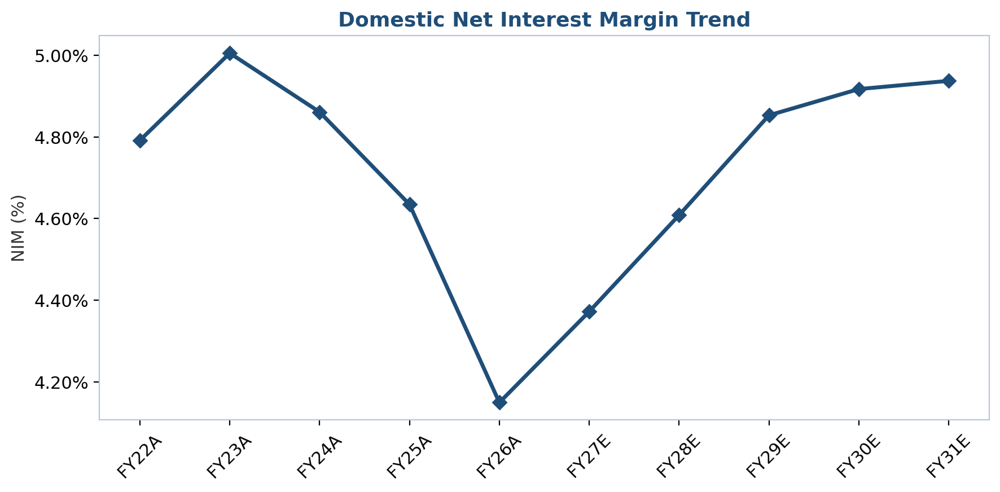 Domestic Net Interest Margin Trend
NIM (%)
5.00%
4.80%
4.60%
4.40%
4.20%
FY22A
FY23A
FY24A
FY25A
FY26A
FY27E
FY28E
FY29E
FY30E
FY31E